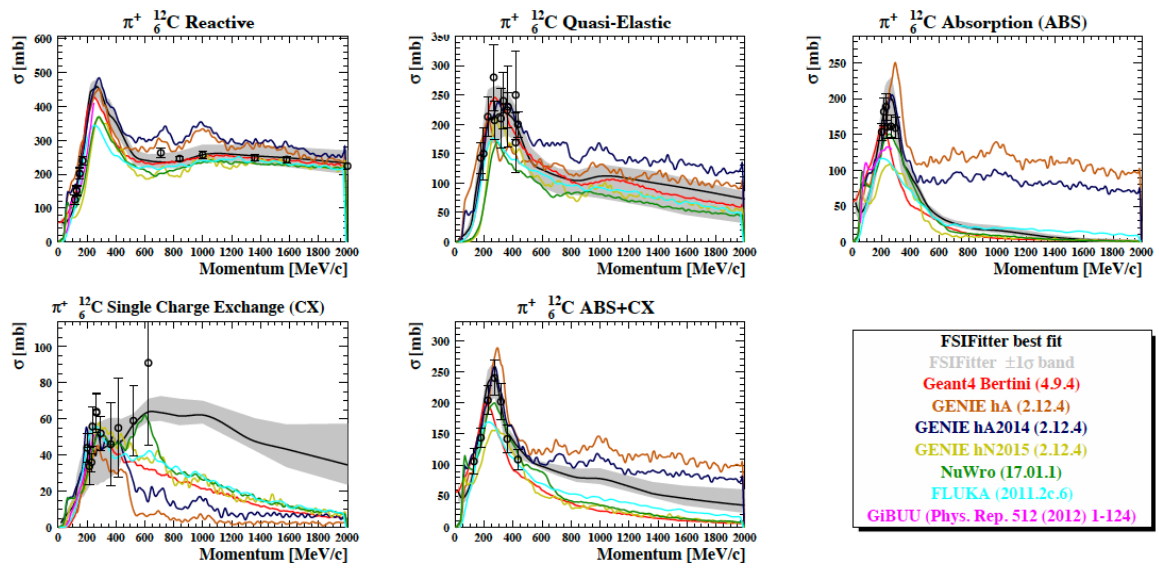 π⁺ ¹²₆C Reactive
σ [mb]
600
500
400
300
200
100
0
0 200 400 600 800 1000 1200 1400 1600 1800 2000
Momentum [MeV/c]
π⁺ ¹²₆C Quasi-Elastic
σ [mb]
350
300
250
200
150
100
50
0
0 200 400 600 800 1000 1200 1400 1600 1800 2000
Momentum [MeV/c]
π⁺ ¹²₆C Absorption (ABS)
σ [mb]
250
200
150
100
50
0
0 200 400 600 800 1000 1200 1400 1600 1800 2000
Momentum [MeV/c]
π⁺ ¹²₆C Single Charge Exchange (CX)
σ [mb]
100
80
60
40
20
0
0 200 400 600 800 1000 1200 1400 1600 1800 2000
Momentum [MeV/c]
π⁺ ¹²₆C ABS+CX
σ [mb]
300
250
200
150
100
50
0
0 200 400 600 800 1000 1200 1400 1600 1800 2000
Momentum [MeV/c]
FSIFitter best fit
FSIFitter ±1σ band
Geant4 Bertini (4.9.4)
GENIE hA (2.12.4)
GENIE hA2014 (2.12.4)
GENIE hN2015 (2.12.4)
NuWro (17.01.1)
FLUKA (2011.2c.6)
GiBUU (Phys. Rep. 512 (2012) 1-124)